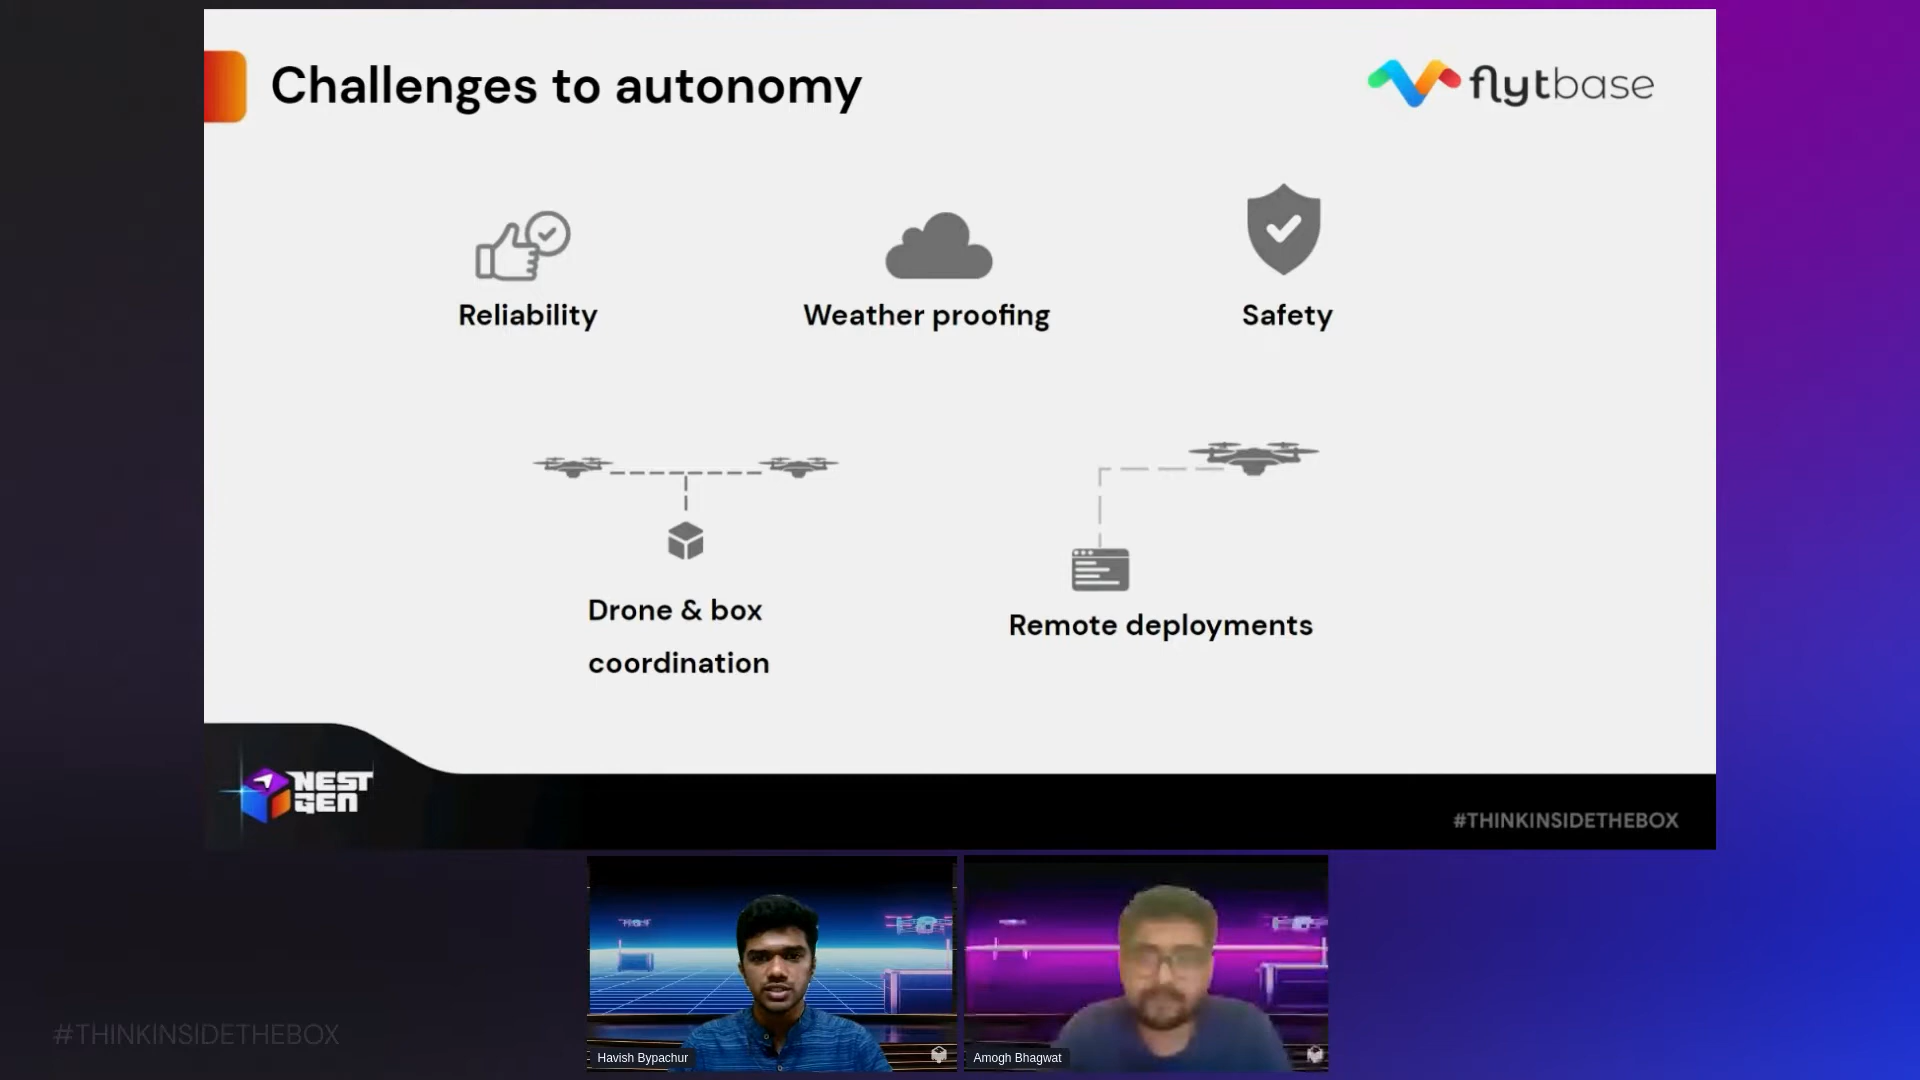 Challenges to autonomy
flytbase
Reliability
Weather proofing
Safety
Drone & box
coordination
Remote deployments
NEST
GEN
#THINKINSIDETHEBOX
Havish Bypachur
Amogh Bhagwat
#THINKINSIDETHEBOX